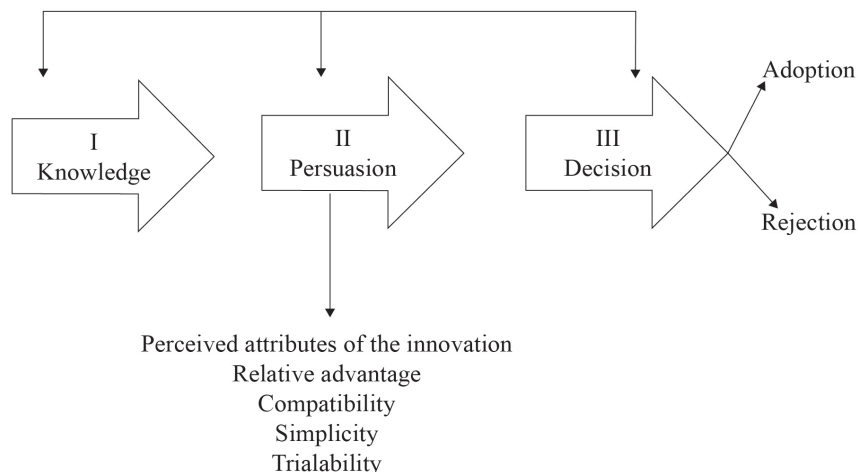 I
Knowledge
II
Persuasion
III
Decision
Adoption
Rejection
Perceived attributes of the innovation
Relative advantage
Compatibility
Simplicity
Trialability